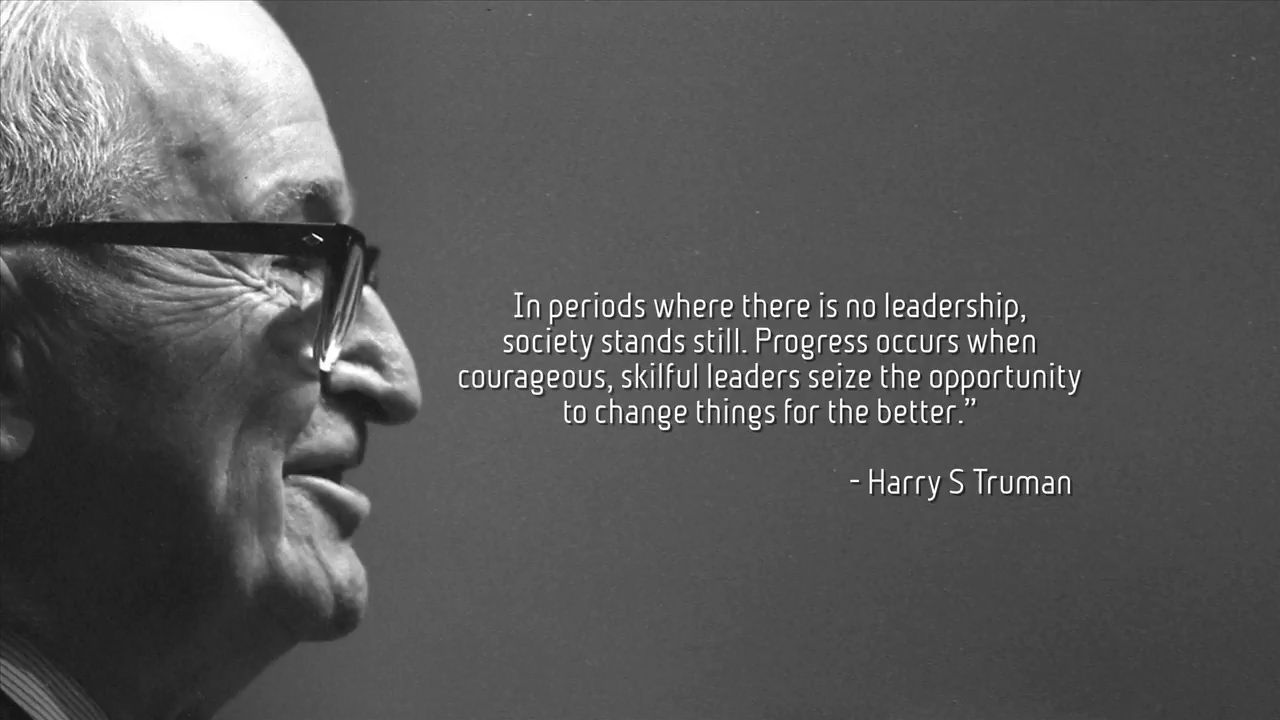 In periods where there is no leadership,
society stands still. Progress occurs when
courageous, skilful leaders seize the opportunity
to change things for the better.”
- Harry S Truman